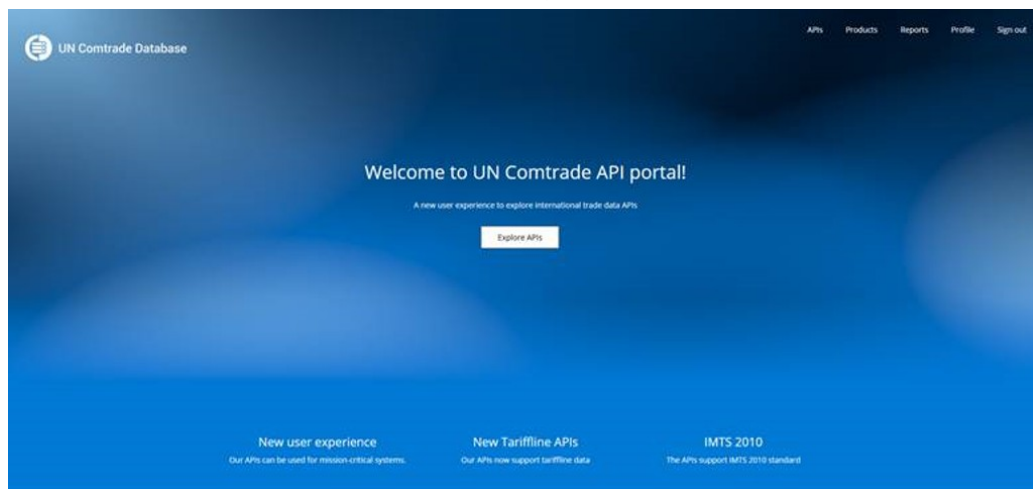 UN Comtrade Database
APIs Products Reports Profile Sign out
Welcome to UN Comtrade API portal!
A new user experience to explore international trade data APIs
Explore APIs
New user experience
Our APIs can be used for mission-critical systems.
New Tariffline APIs
Our APIs now support tariffline data
IMTS 2010
The APIs support IMTS 2010 standard